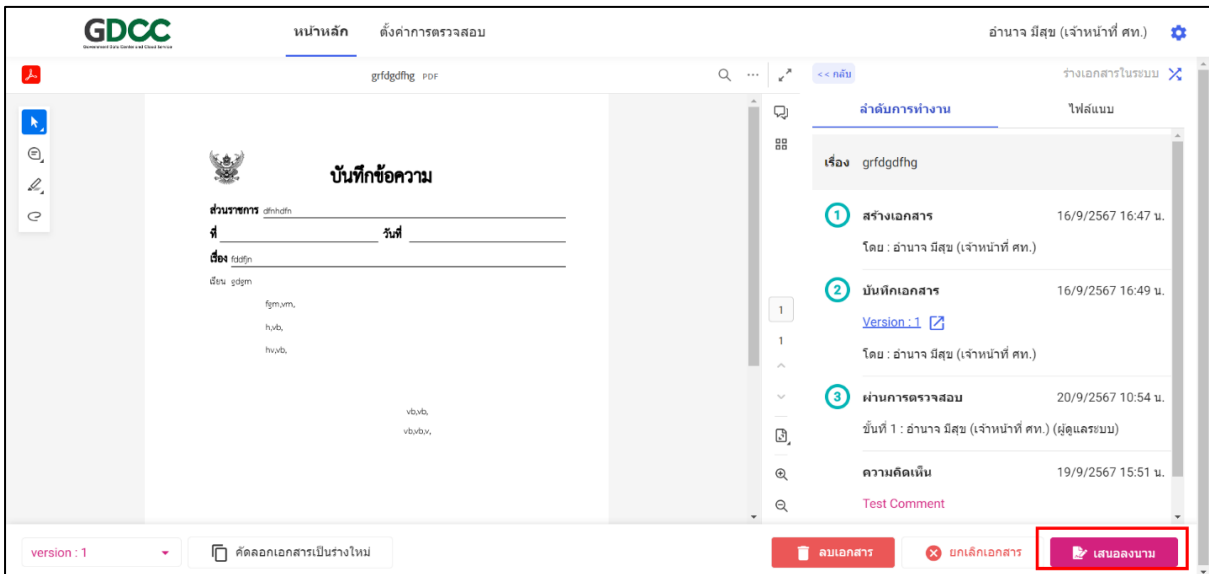 GDCC
Government Data Center and Cloud Service
หน้าหลัก
ตั้งค่าการตรวจสอบ
อำนาจ มีสุข (เจ้าหน้าที่ ศท.)
grfdgdfhg PDF
<< กลับ
ร่างเอกสารในระบบ
ลำดับการทำงาน
ไฟล์แนบ
บันทึกข้อความ
ส่วนราชการ dfnhdfn
ที่ วันที่
เรื่อง fddfjn
เรียน gdgm
fgm,vm,
h,vb,
hv,vb,
vb,vb,
vb,vb,v,
1
1
เรื่อง grfdgdfhg
1 สร้างเอกสาร 16/9/2567 16:47 น.
โดย : อำนาจ มีสุข (เจ้าหน้าที่ ศท.)
2 บันทึกเอกสาร 16/9/2567 16:49 น.
Version : 1
โดย : อำนาจ มีสุข (เจ้าหน้าที่ ศท.)
3 ผ่านการตรวจสอบ 20/9/2567 10:54 น.
ขั้นที่ 1 : อำนาจ มีสุข (เจ้าหน้าที่ ศท.) (ผู้ดูแลระบบ)
ความคิดเห็น 19/9/2567 15:51 น.
Test Comment
version : 1
คัดลอกเอกสารเป็นร่างใหม่
ลบเอกสาร
ยกเลิกเอกสาร
เสนอลงนาม